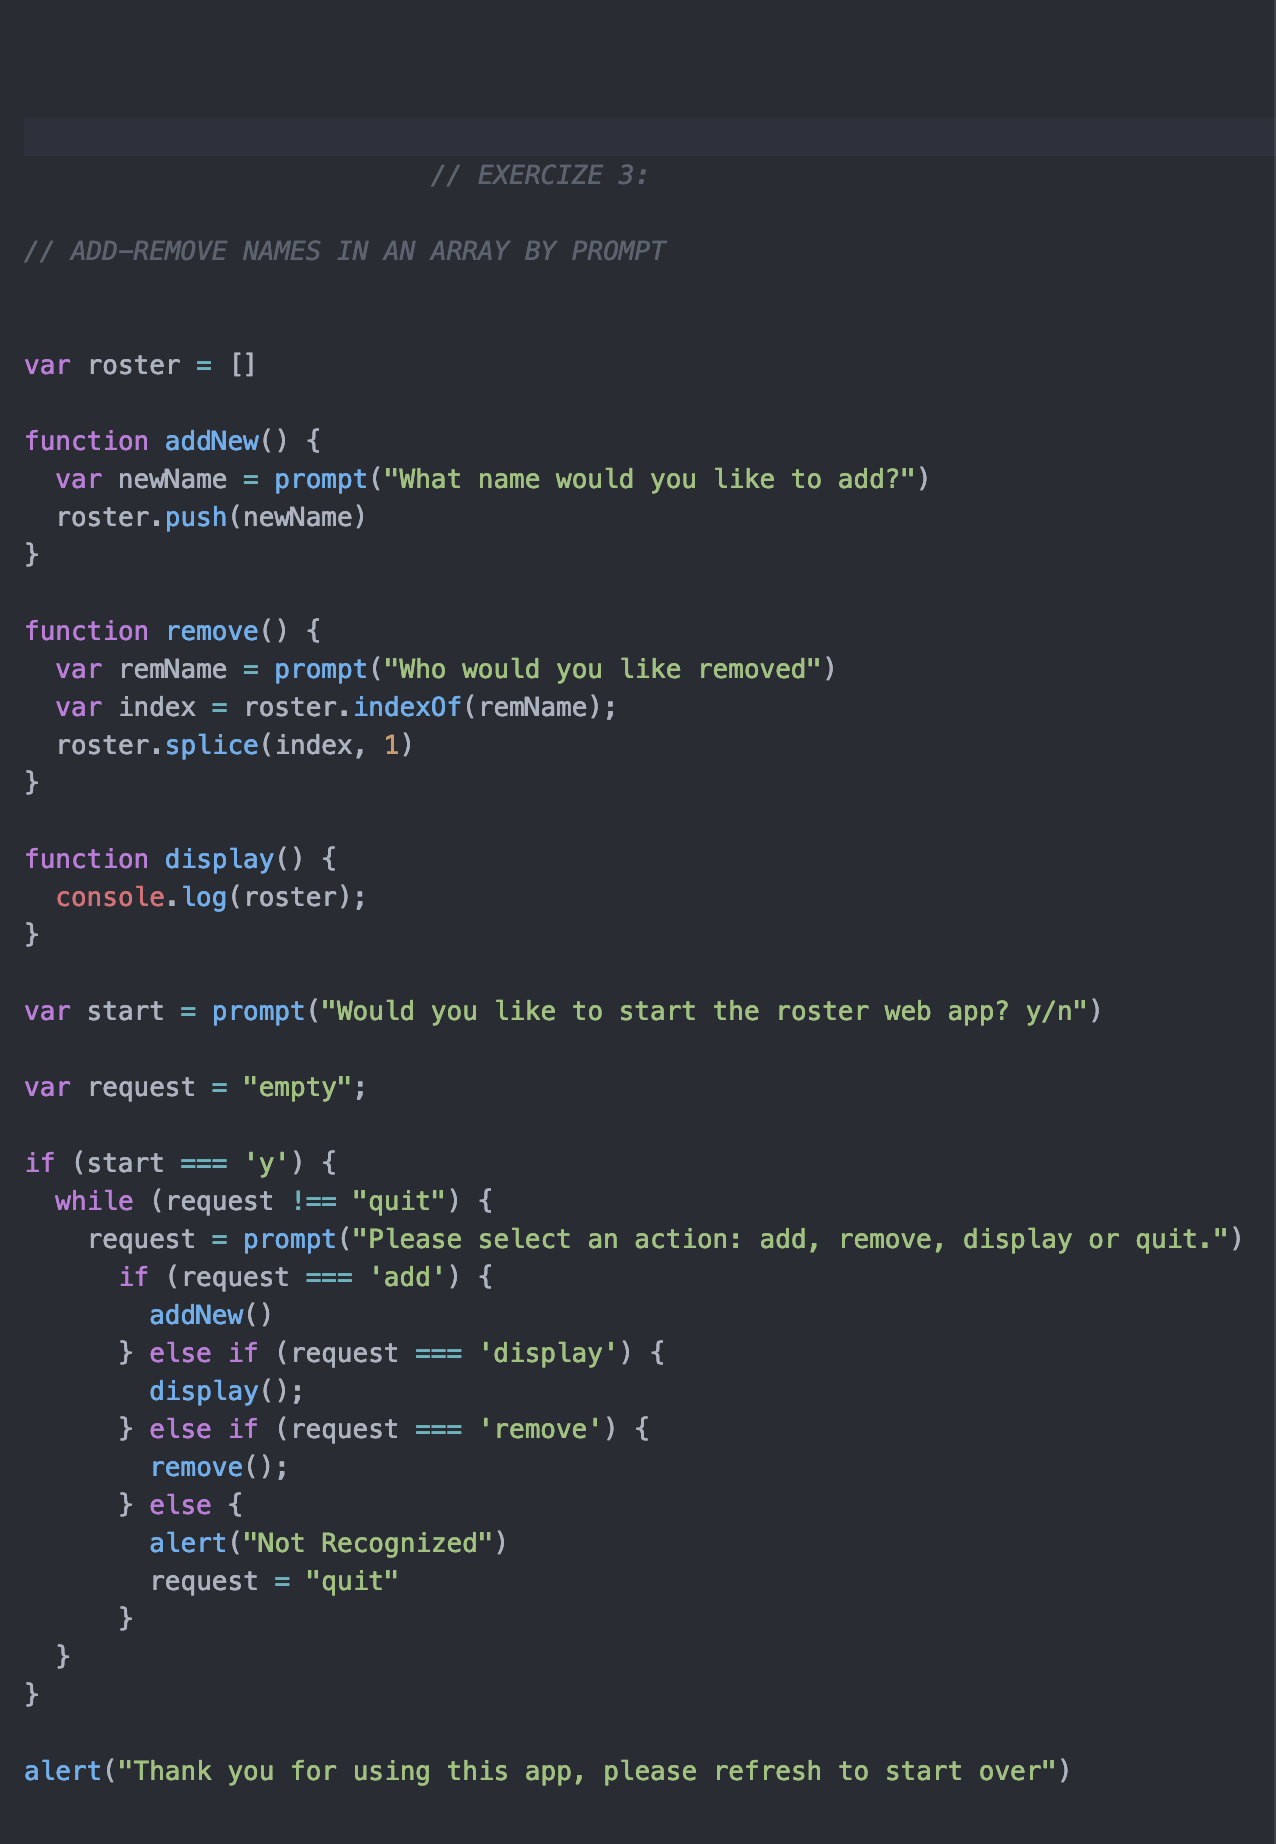 // EXERCIZE 3:
// ADD-REMOVE NAMES IN AN ARRAY BY PROMPT
var roster = []
function addNew() {
var newName = prompt("What name would you like to add?")
roster.push(newName)
}
function remove() {
var remName = prompt("Who would you like removed")
var index = roster.indexOf(remName);
roster.splice(index, 1)
}
function display() {
console.log(roster);
}
var start = prompt("Would you like to start the roster web app? y/n")
var request = "empty";
if (start === 'y') {
while (request !== "quit") {
request = prompt("Please select an action: add, remove, display or quit.")
if (request === 'add') {
addNew()
} else if (request === 'display') {
display();
} else if (request === 'remove') {
remove();
} else {
alert("Not Recognized")
request = "quit"
}
}
}
alert("Thank you for using this app, please refresh to start over")